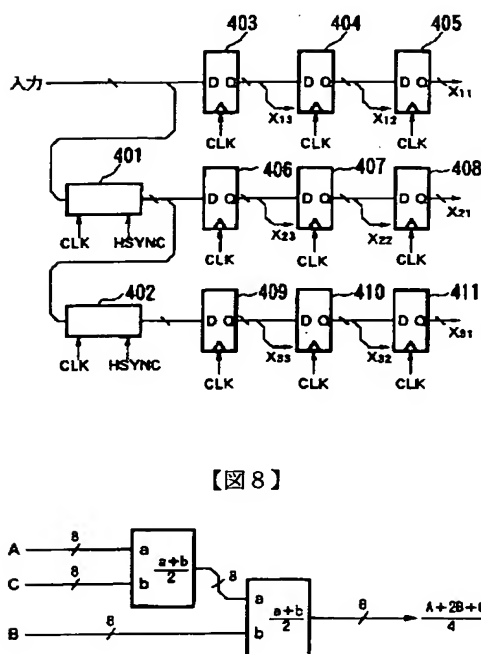 403 404 405
入力 D D D Q D Q X11
X13 X12
CLK CLK CLK
401 406 407 408
D Q D Q D Q X21
X23 X22
CLK HSYNC CLK CLK CLK
402 409 410 411
D Q D Q D Q X31
X33 X32
CLK HSYNC CLK CLK CLK
【図8】
A 8 a a+b/2 8
C 8 b
a a+b/2 8 A+2B+
B 8 b 4